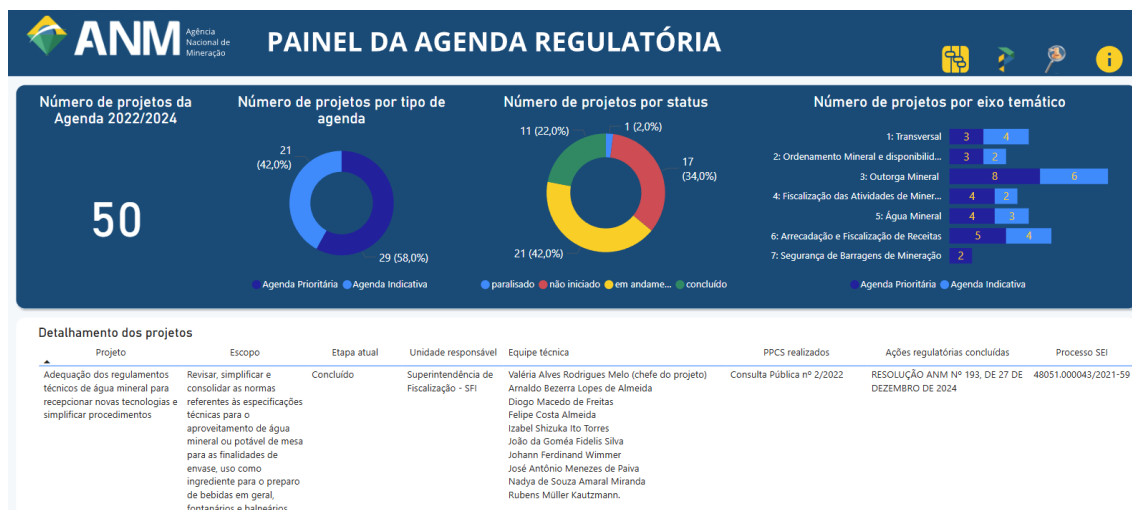 ANM
Agência
Nacional de
Mineração
PAINEL DA AGENDA REGULATÓRIA
Número de projetos da
Agenda 2022/2024
50
Número de projetos por tipo de
agenda
21
(42,0%)
29 (58,0%)
Agenda Prioritária Agenda Indicativa
Número de projetos por status
11 (22,0%)
1 (2,0%)
17
(34,0%)
21 (42,0%)
paralisado não iniciado em andame... concluído
Número de projetos por eixo temático
1: Transversal 3 4
2: Ordenamento Mineral e disponibilid... 3 2
3: Outorga Mineral 8 6
4: Fiscalização das Atividades de Miner... 4 2
5: Água Mineral 4 3
6: Arrecadação e Fiscalização de Receitas 5 4
7: Segurança de Barragens de Mineração 2
Agenda Prioritária Agenda Indicativa
Detalhamento dos projetos
Projeto Escopo Etapa atual Unidade responsável Equipe técnica PPCS realizados Ações regulatórias concluídas Processo SEI
Adequação dos regulamentos
técnicos de água mineral para
recepcionar novas tecnologias e
simplificar procedimentos
Revisar, simplificar e
consolidar as normas
referentes às especificações
técnicas para o
aproveitamento de água
mineral ou potável de mesa
para as finalidades de
envase, uso como
ingrediente para o preparo
de bebidas em geral,
fontanários e balneários
Concluído
Superintendência de
Fiscalização - SFI
Valéria Alves Rodrigues Melo (chefe do projeto)
Arnaldo Bezerra Lopes de Almeida
Diogo Macedo de Freitas
Felipe Costa Almeida
Izabel Shizuka Ito Torres
João da Goméa Fidelis Silva
Johann Ferdinand Wimmer
José Antônio Menezes de Paiva
Nadya de Souza Amaral Miranda
Rubens Müller Kautzmann.
Consulta Pública nº 2/2022
RESOLUÇÃO ANM Nº 193, DE 27 DE
DEZEMBRO DE 2024
48051.000043/2021-59